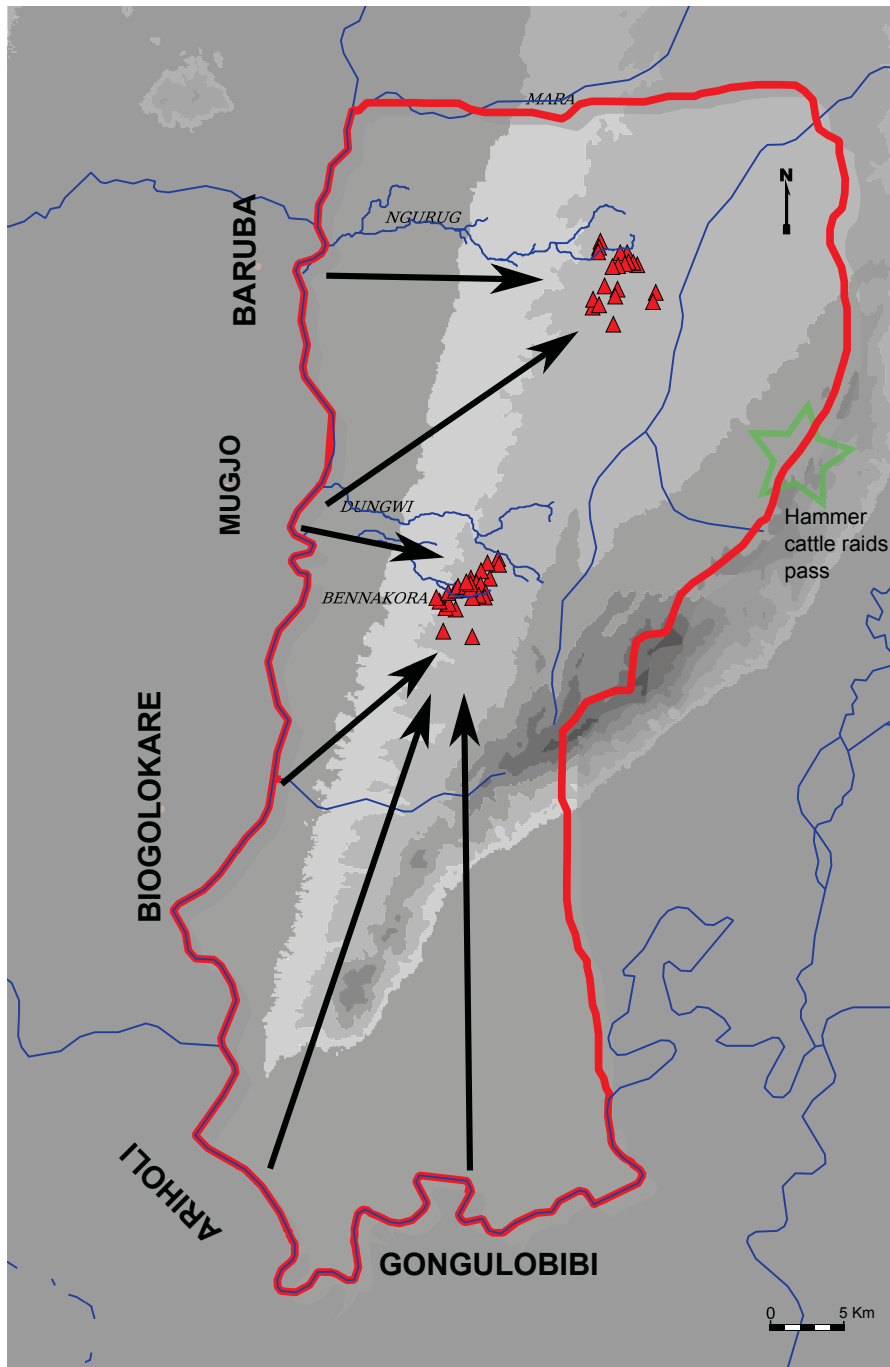 MARA
N
NGURUG
BARUBA
MUGJO
DUNGWI
Hammer
cattle raids
pass
BENNAKORA
BIOGOLOKARE
ARIHOLI
GONGULOBIBI
0 5 Km